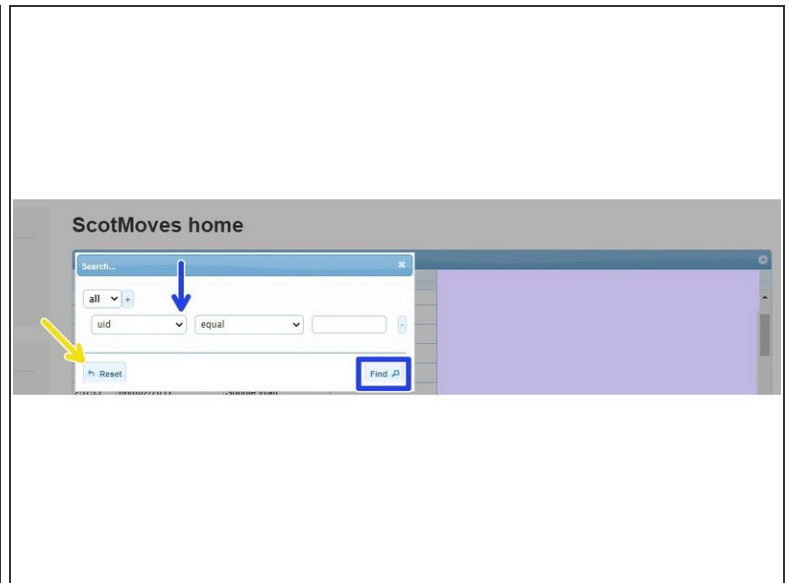 ScotMoves home
Search...
all +
uid equal -
Reset
Find